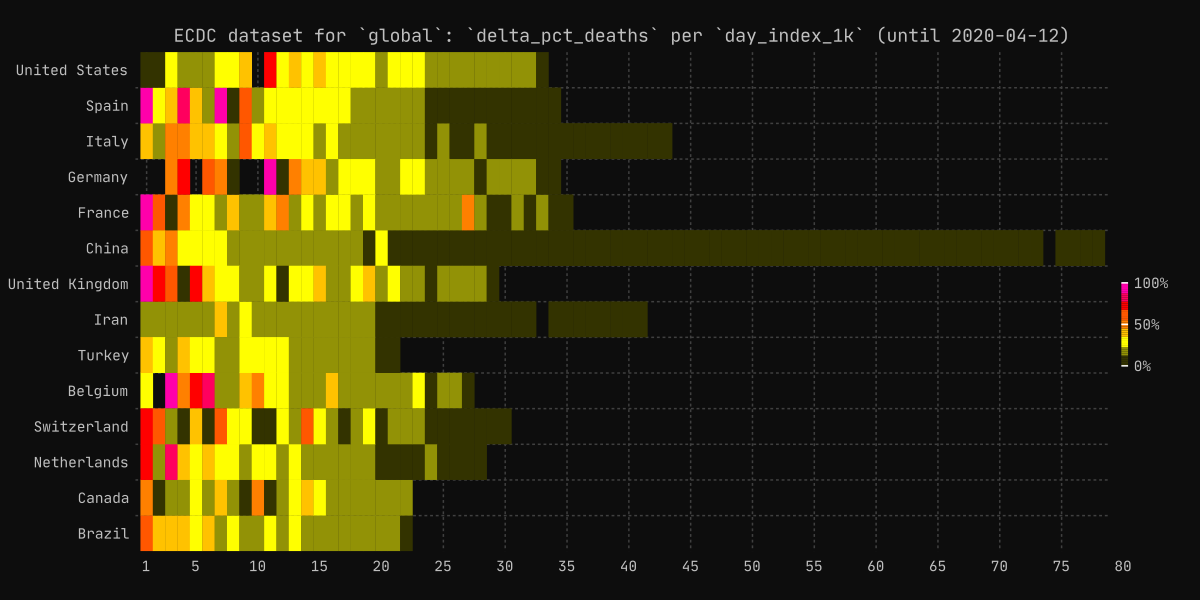 ECDC dataset for `global`: `delta_pct_deaths` per `day_index_1k` (until 2020-04-12)
United States
Spain
Italy
Germany
France
China
United Kingdom
Iran
Turkey
Belgium
Switzerland
Netherlands
Canada
Brazil
100%
50%
0%
1 5 10 15 20 25 30 35 40 45 50 55 60 65 70 75 80